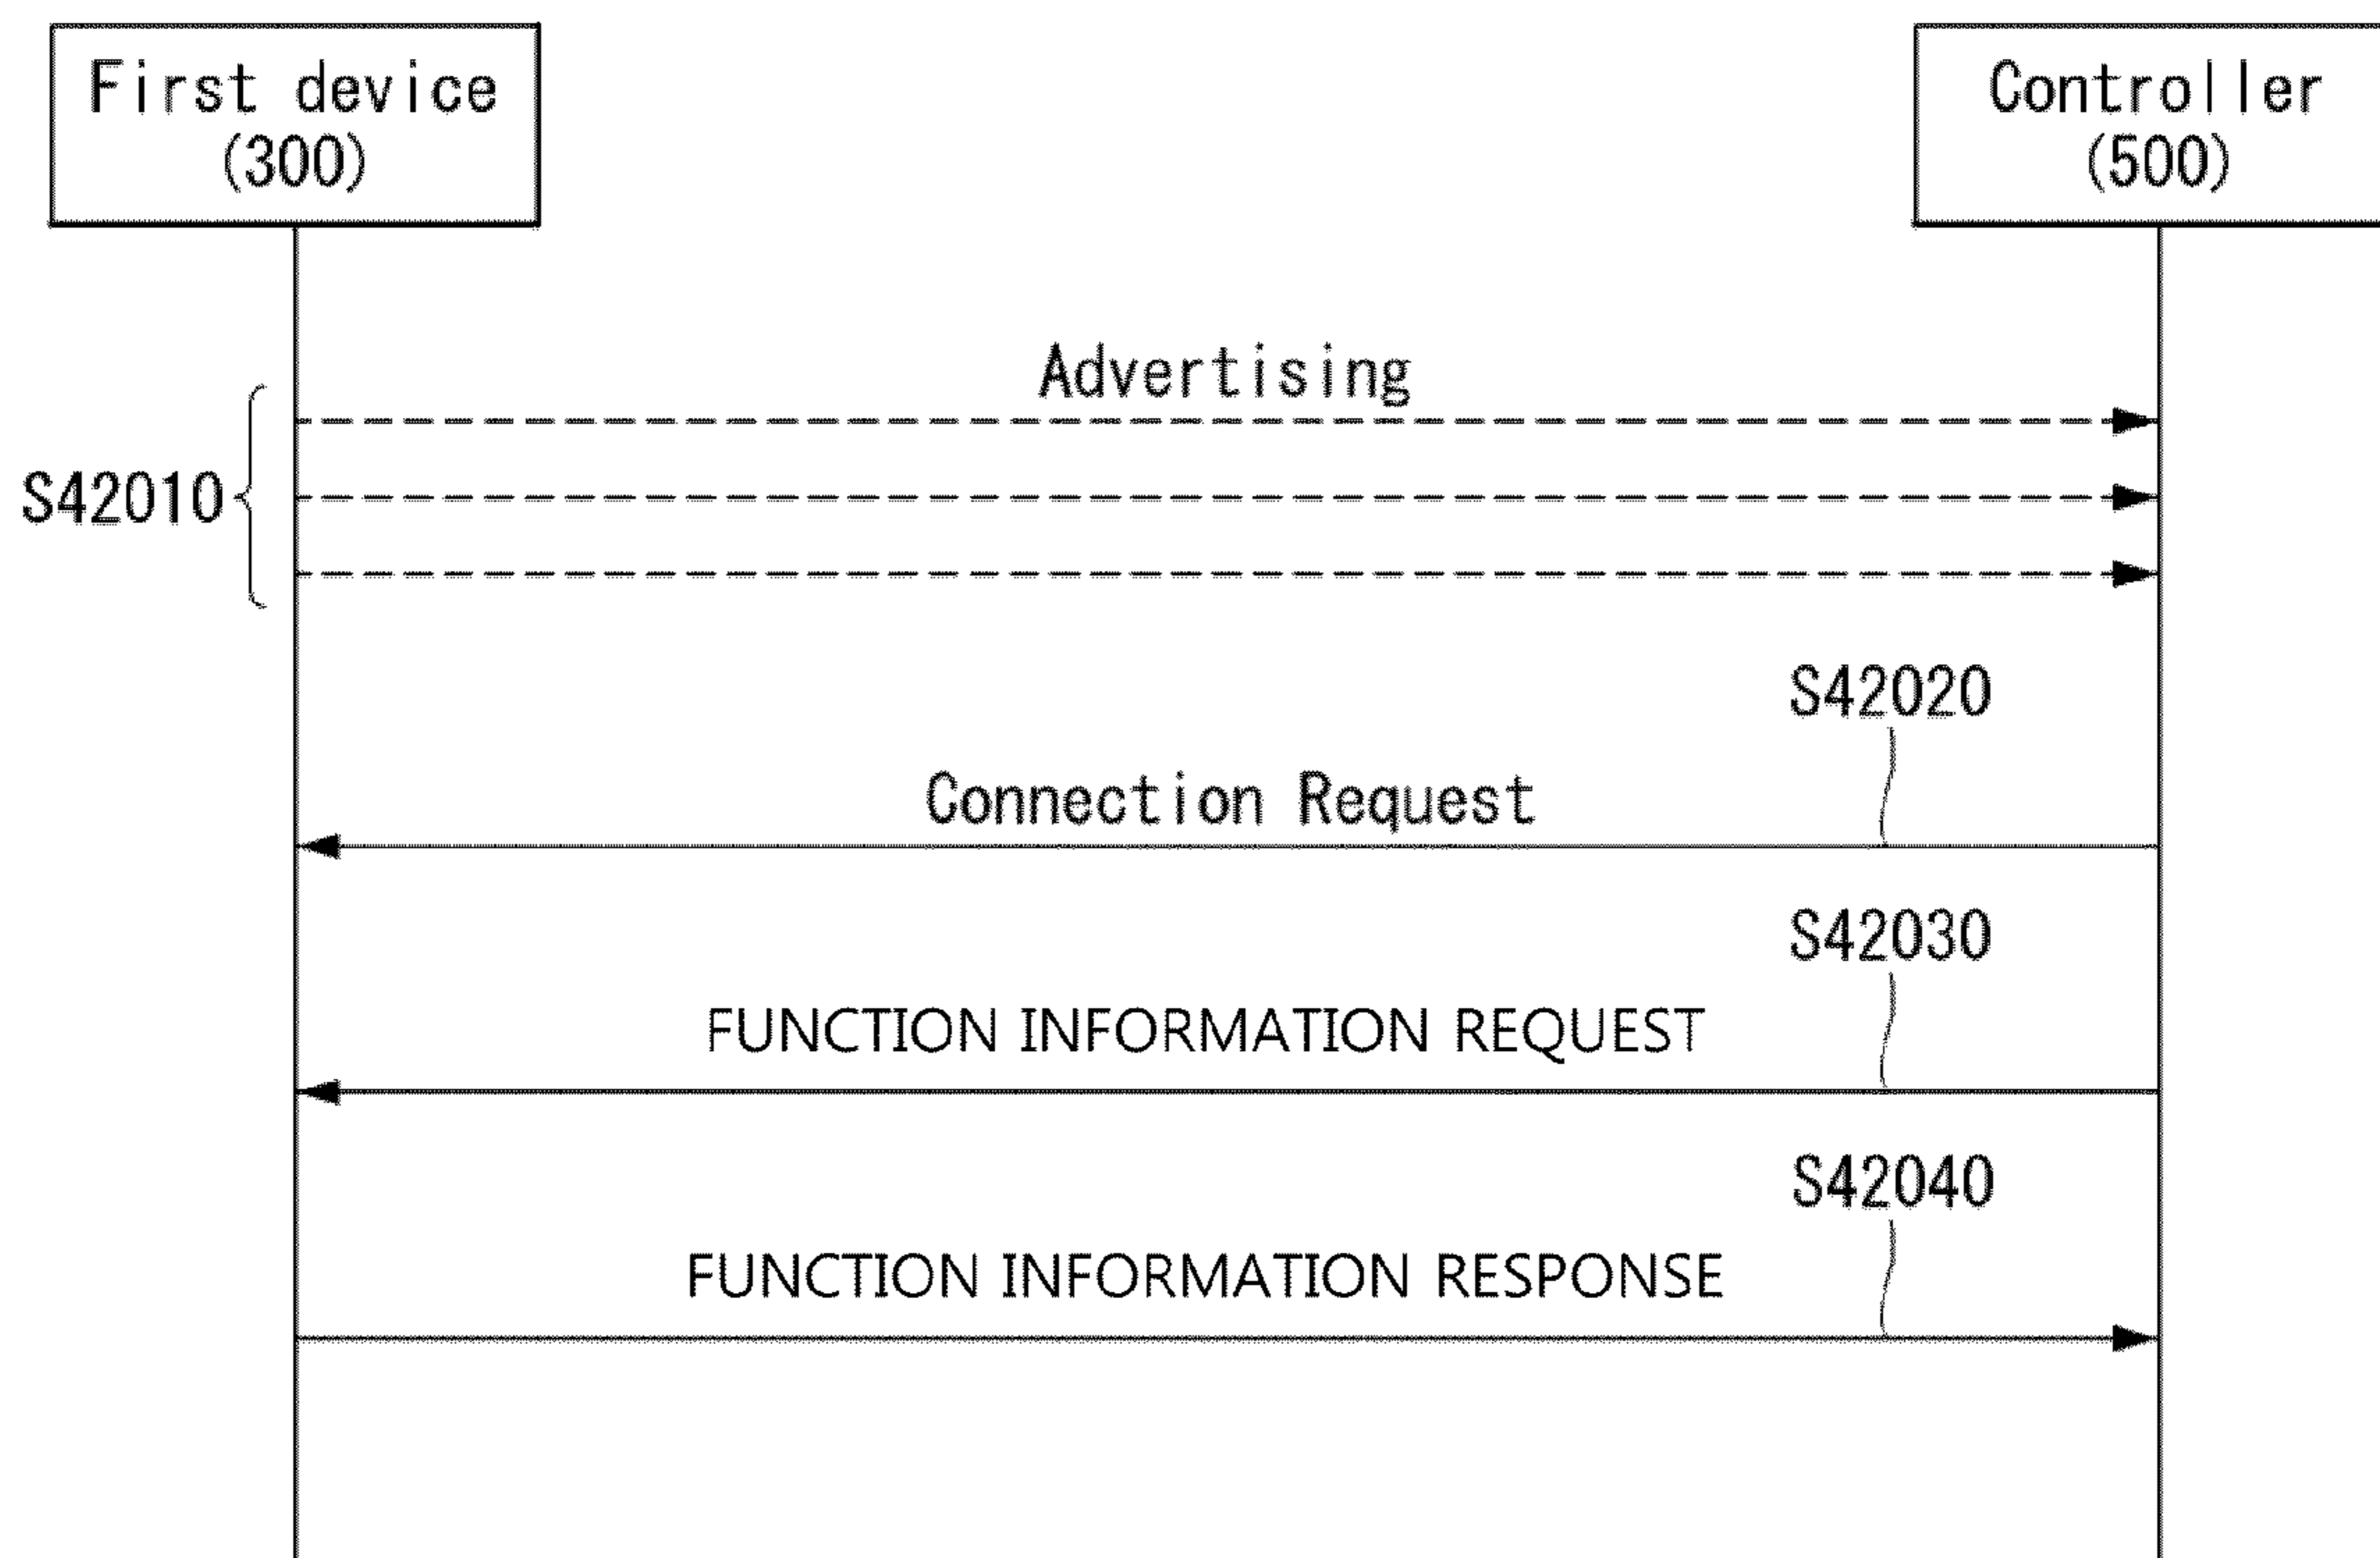 First device
(300)
Controller
(500)
Advertising
S42010
S42020
Connection Request
S42030
FUNCTION INFORMATION REQUEST
S42040
FUNCTION INFORMATION RESPONSE